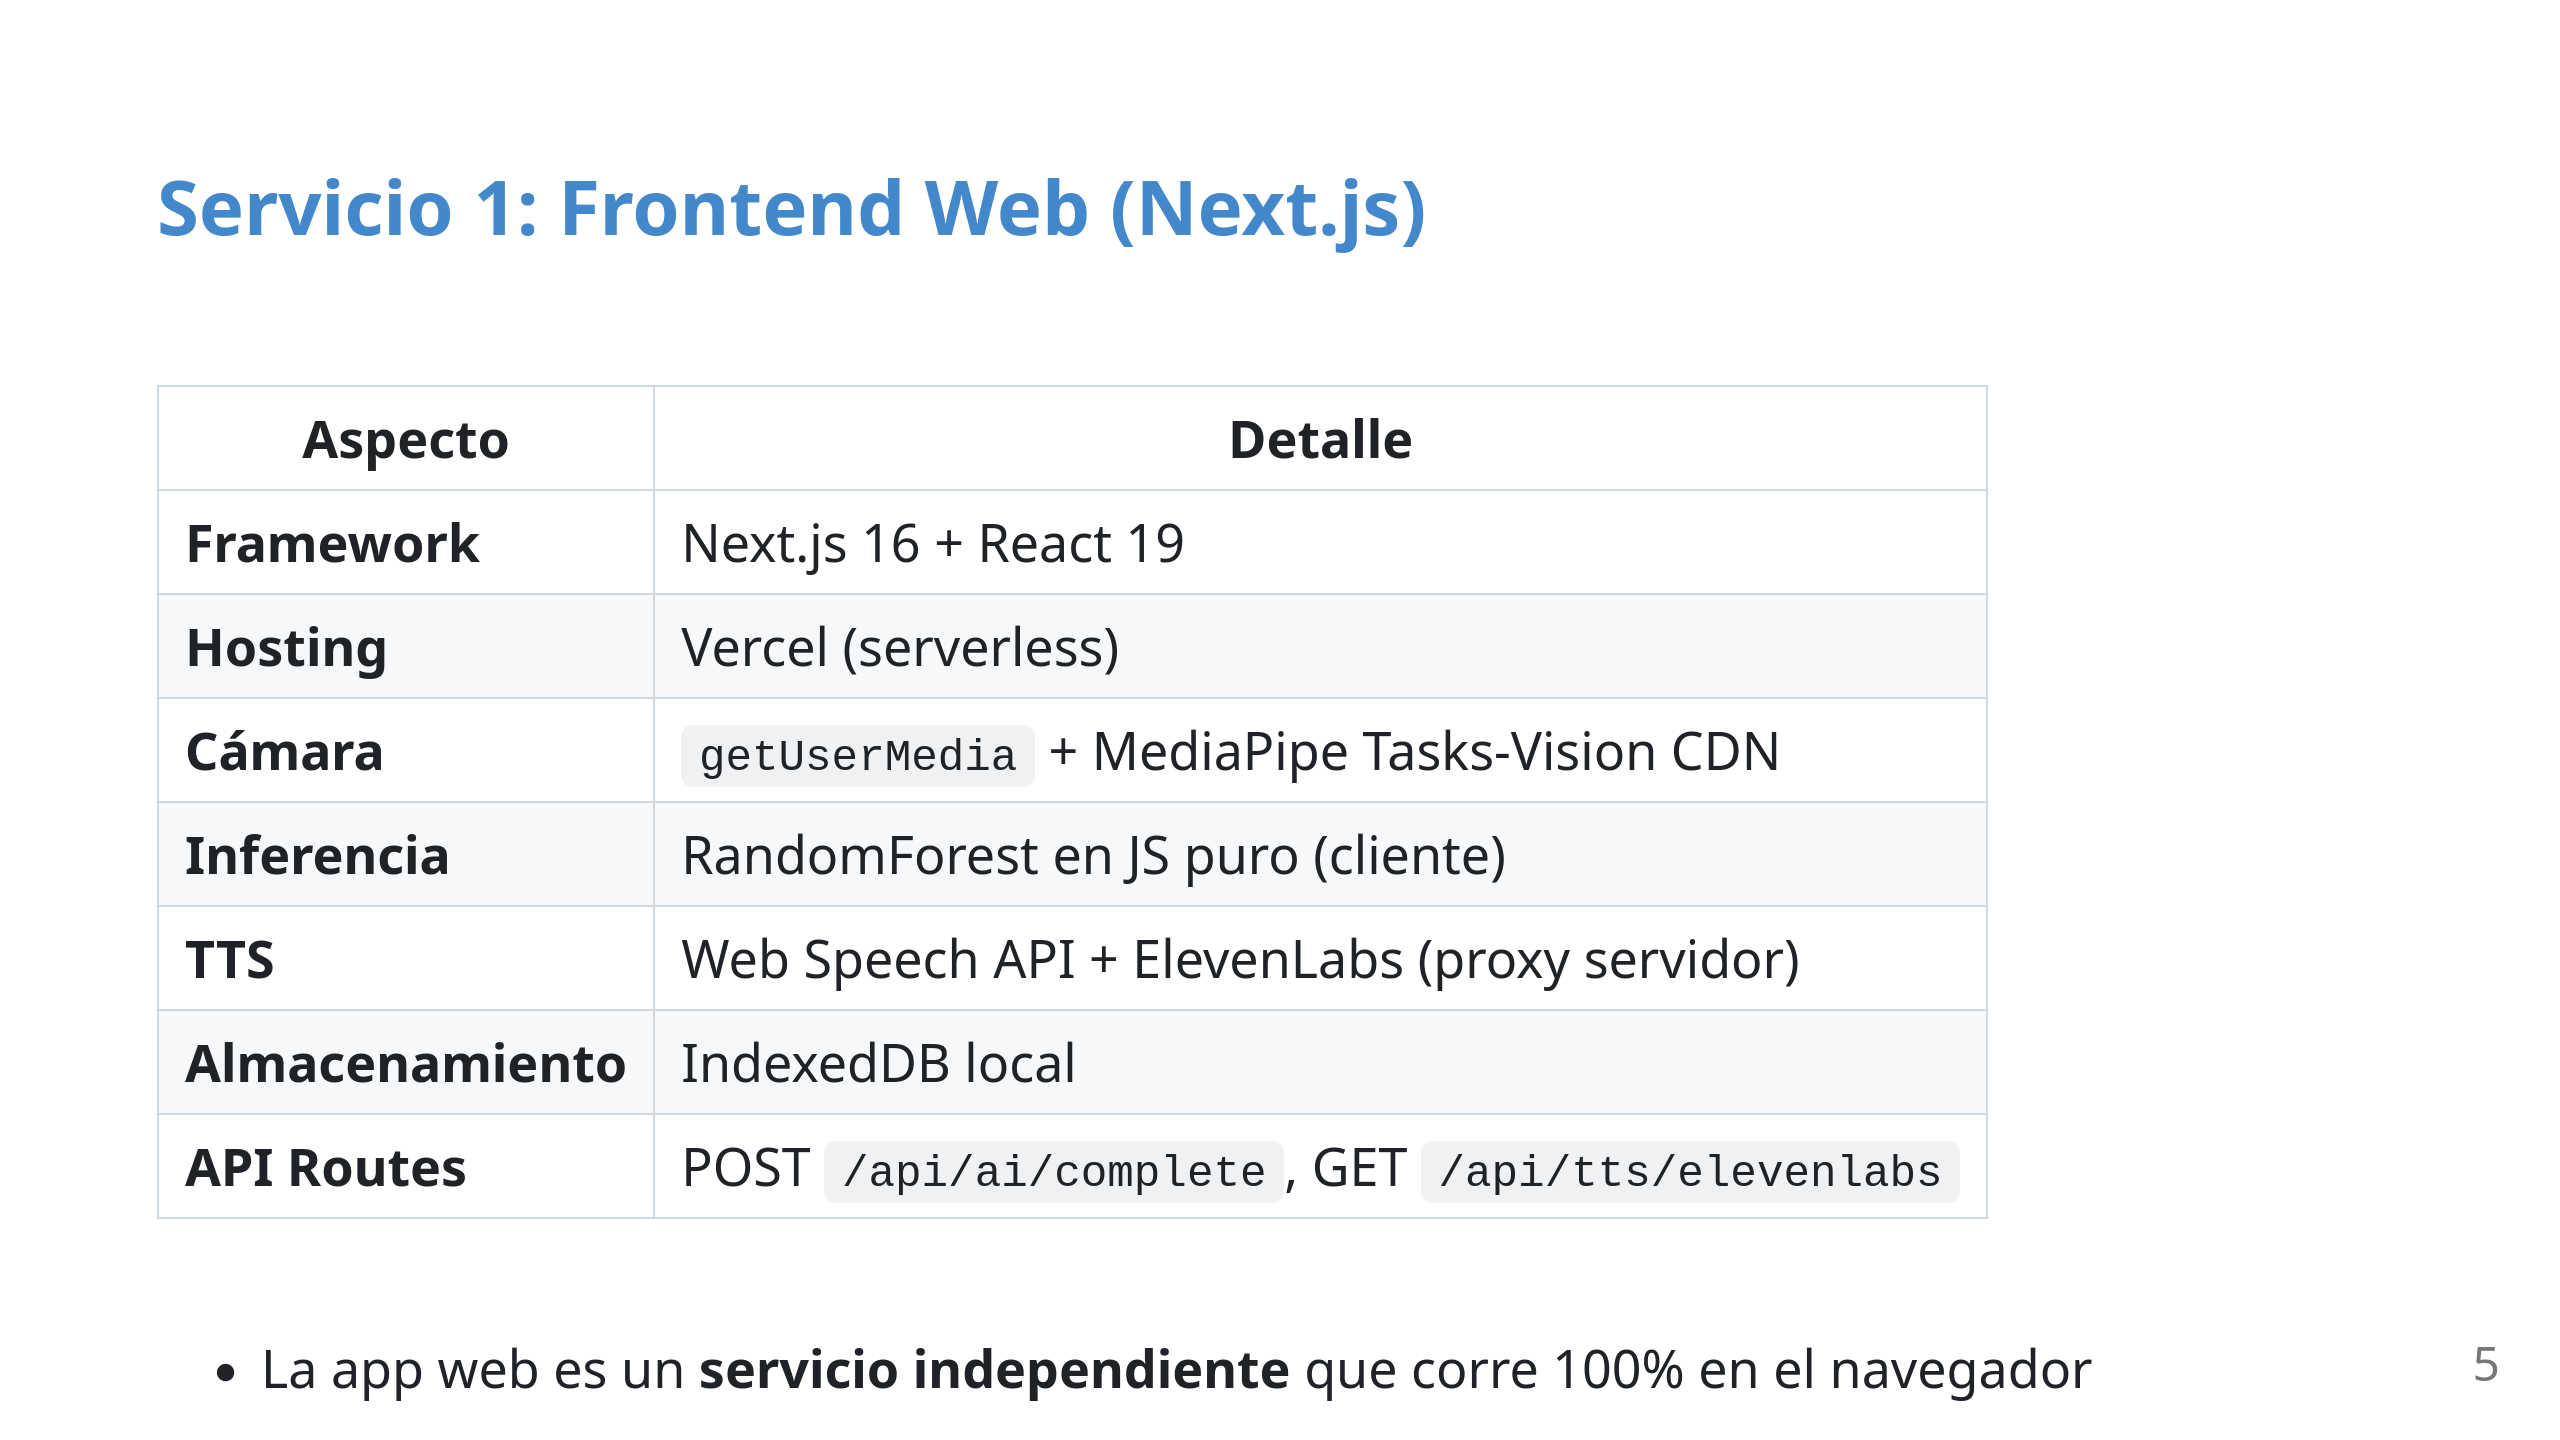 Servicio 1: Frontend Web (Next.js)
Aspecto Detalle
Framework Next.js 16 + React 19
Hosting Vercel (serverless)
Cámara getUserMedia + MediaPipe Tasks-Vision CDN
Inferencia RandomForest en JS puro (cliente)
TTS Web Speech API + ElevenLabs (proxy servidor)
Almacenamiento IndexedDB local
API Routes POST /api/ai/complete, GET /api/tts/elevenlabs
• La app web es un servicio independiente que corre 100% en el navegador
5